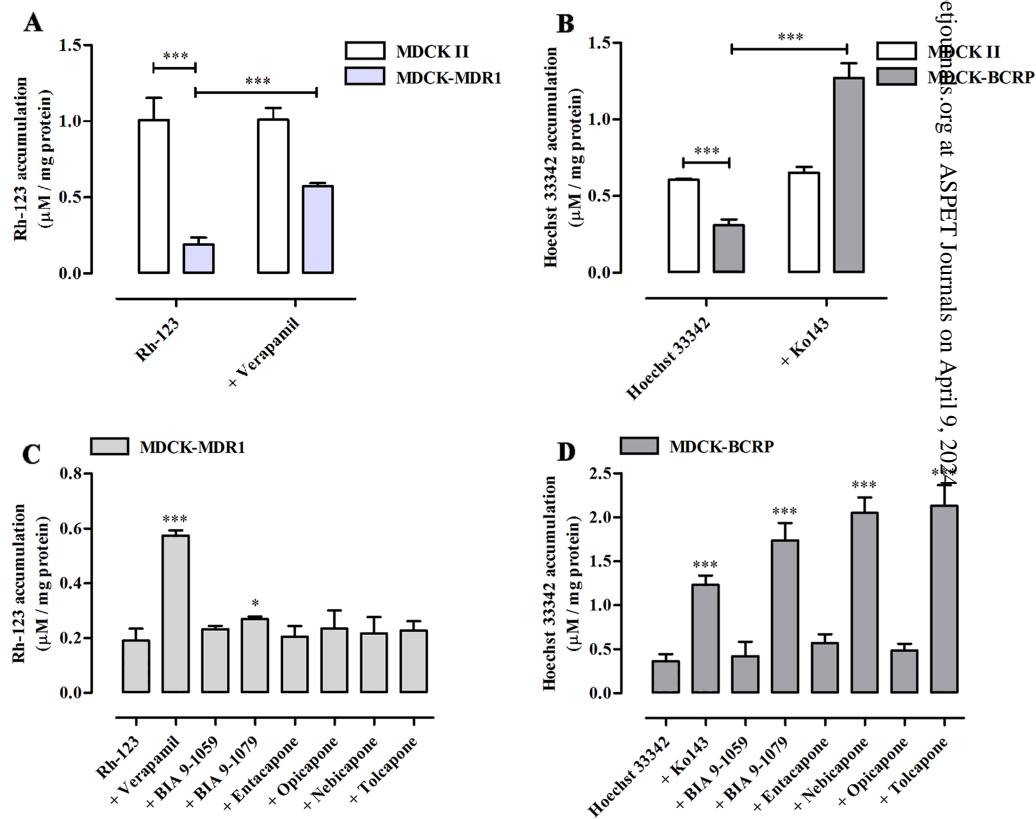 A
Rh-123 accumulation
(µM / mg protein)
1.5
1.0
0.5
0.0
***
***
MDCK II
MDCK-MDR1
Rh-123
+ Verapamil
B
Hoechst 33342 accumulation
(µM / mg protein)
1.5
1.0
0.5
0.0
***
***
MDCK II
MDCK-BCRP
Hoechst 33342
+ Ko143
etjournals.org at ASPET Journals on April 9, 2024
C
MDCK-MDR1
Rh-123 accumulation
(µM / mg protein)
0.8
0.6
0.4
0.2
0.0
***
*
Rh-123
+ Verapamil
+ BIA 9-1059
+ BIA 9-1079
+ Entacapone
+ Opicapone
+ Nebicapone
+ Tolcapone
D
MDCK-BCRP
Hoechst 33342 accumulation
(µM / mg protein)
2.5
2.0
1.5
1.0
0.5
0.0
***
***
***
***
Hoechst 33342
+ Ko143
+ BIA 9-1059
+ BIA 9-1079
+ Entacapone
+ Nebicapone
+ Opicapone
+ Tolcapone